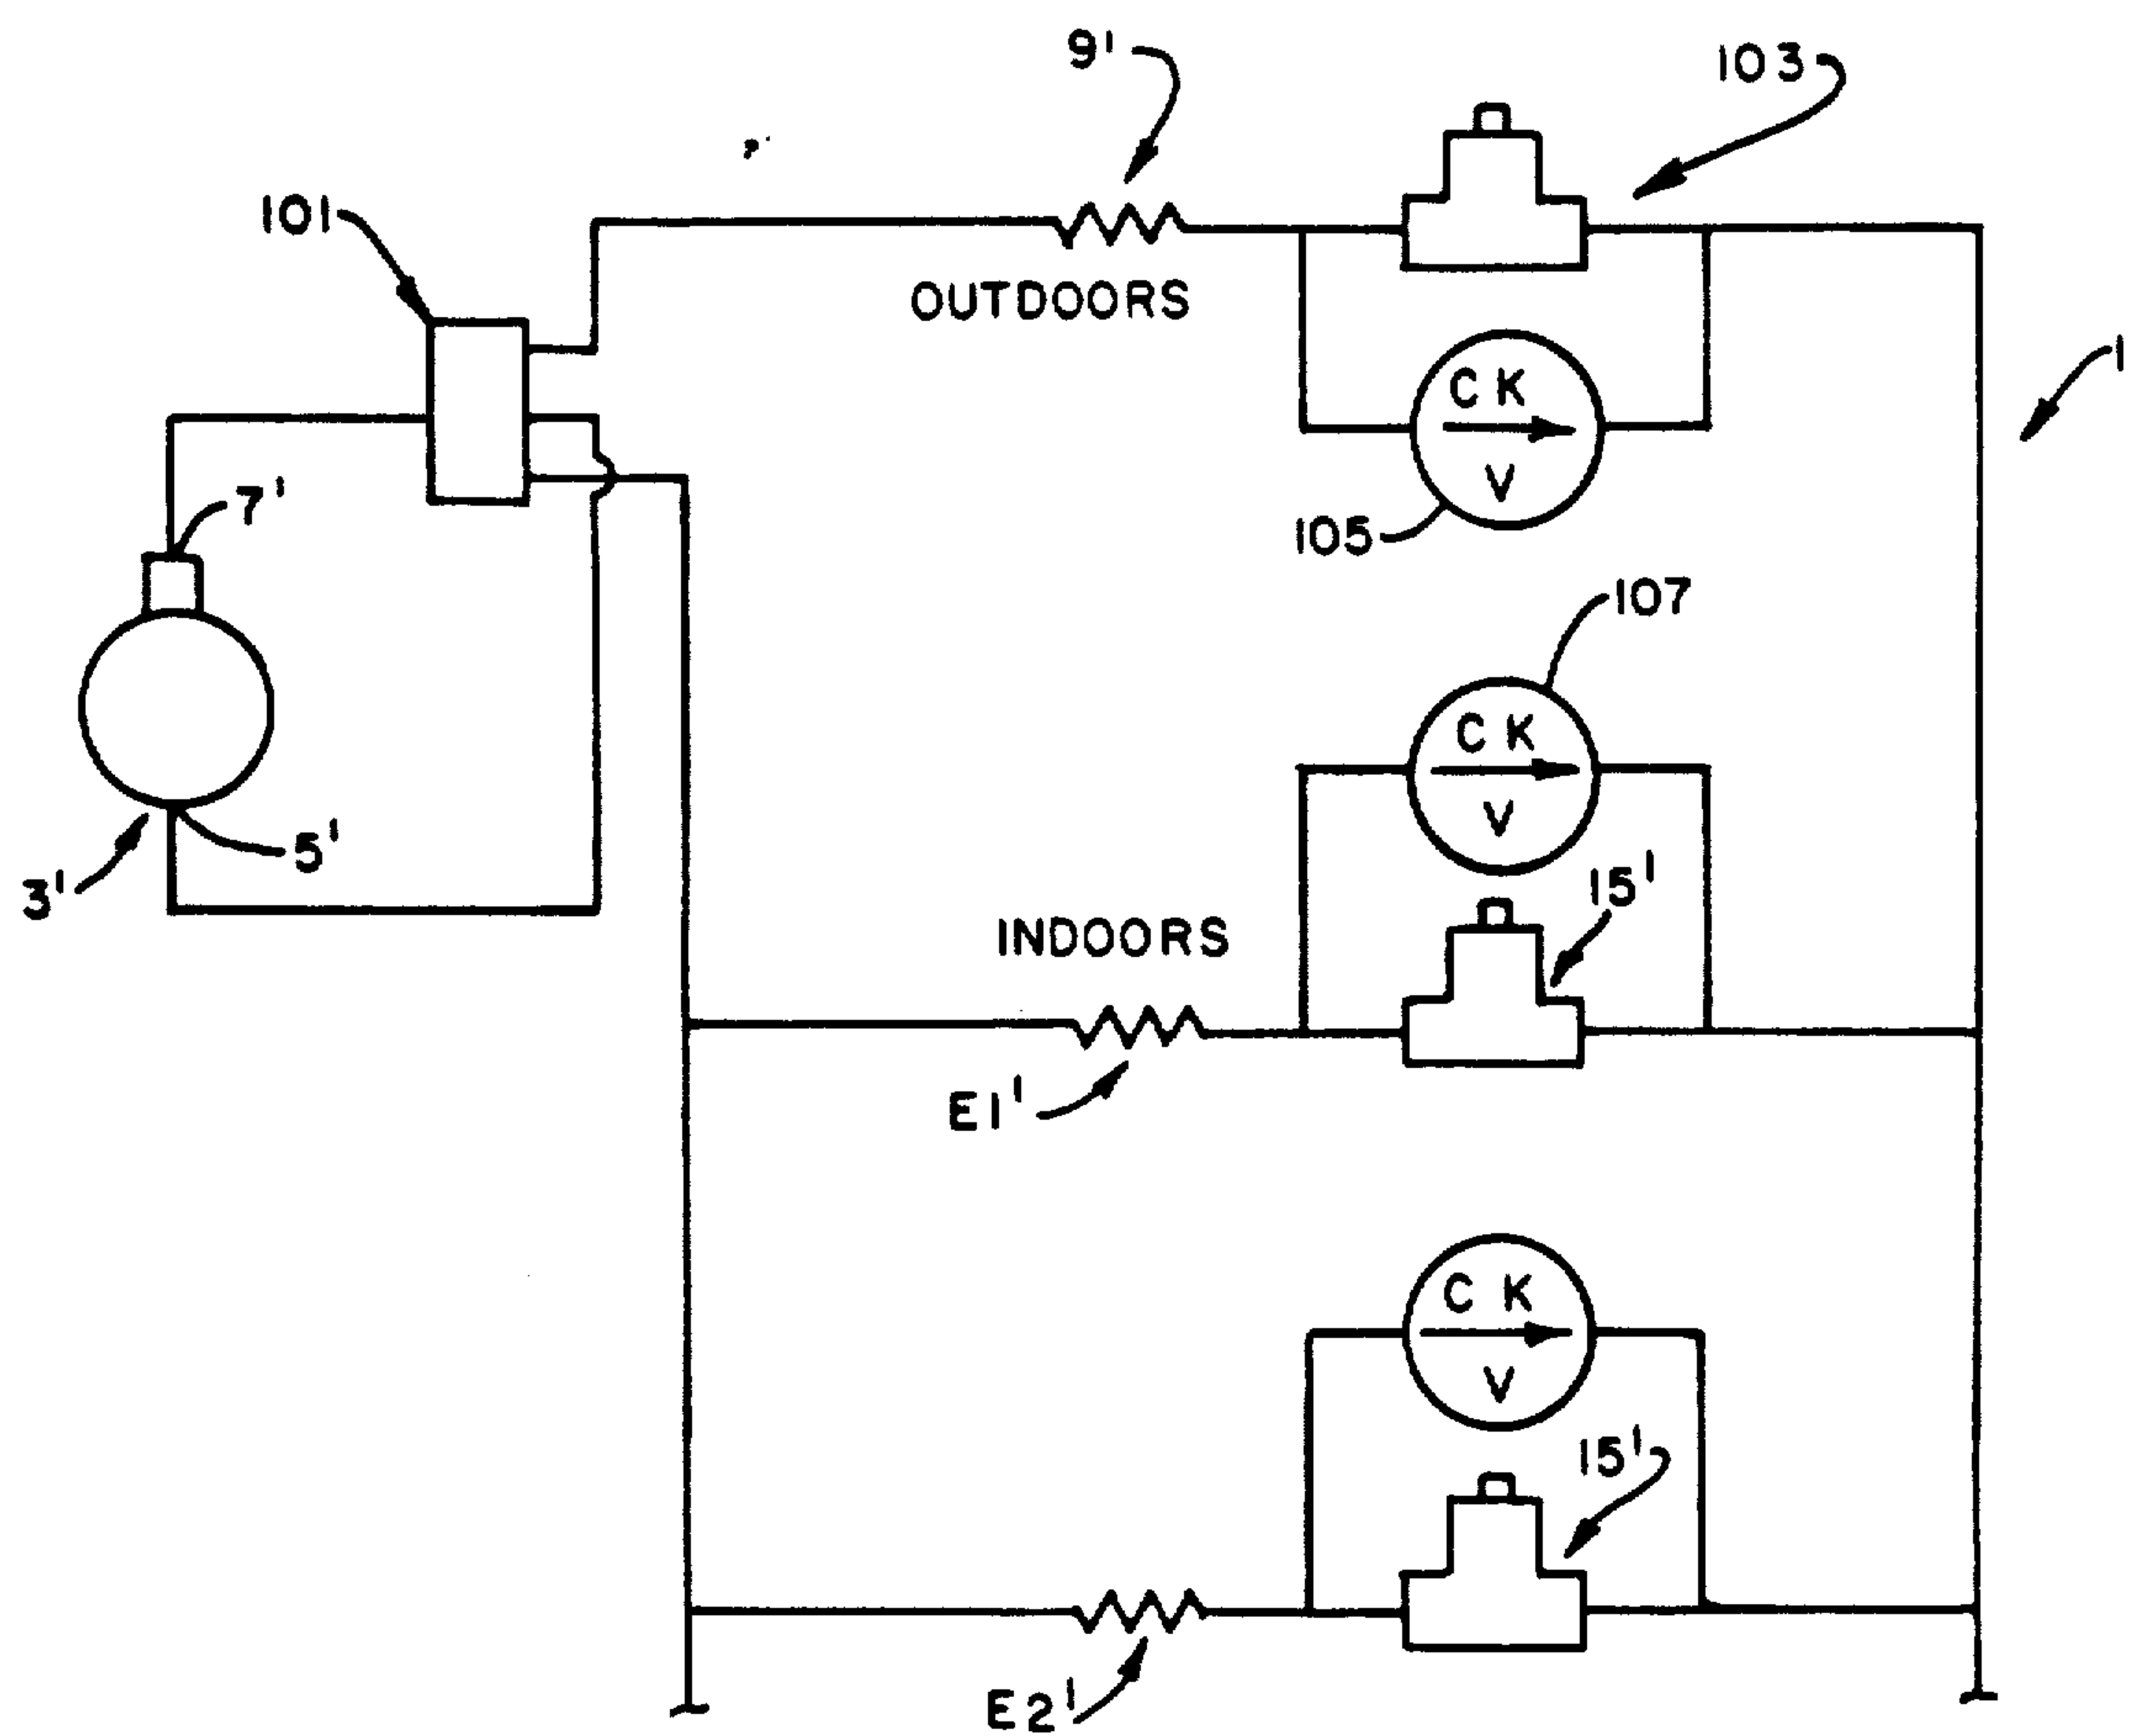 9'
103
101
OUTDOORS
1
CK
V
7'
105
107
CK
V
5'
15'
3'
INDOORS
E1'
CK
V
15'
E2'